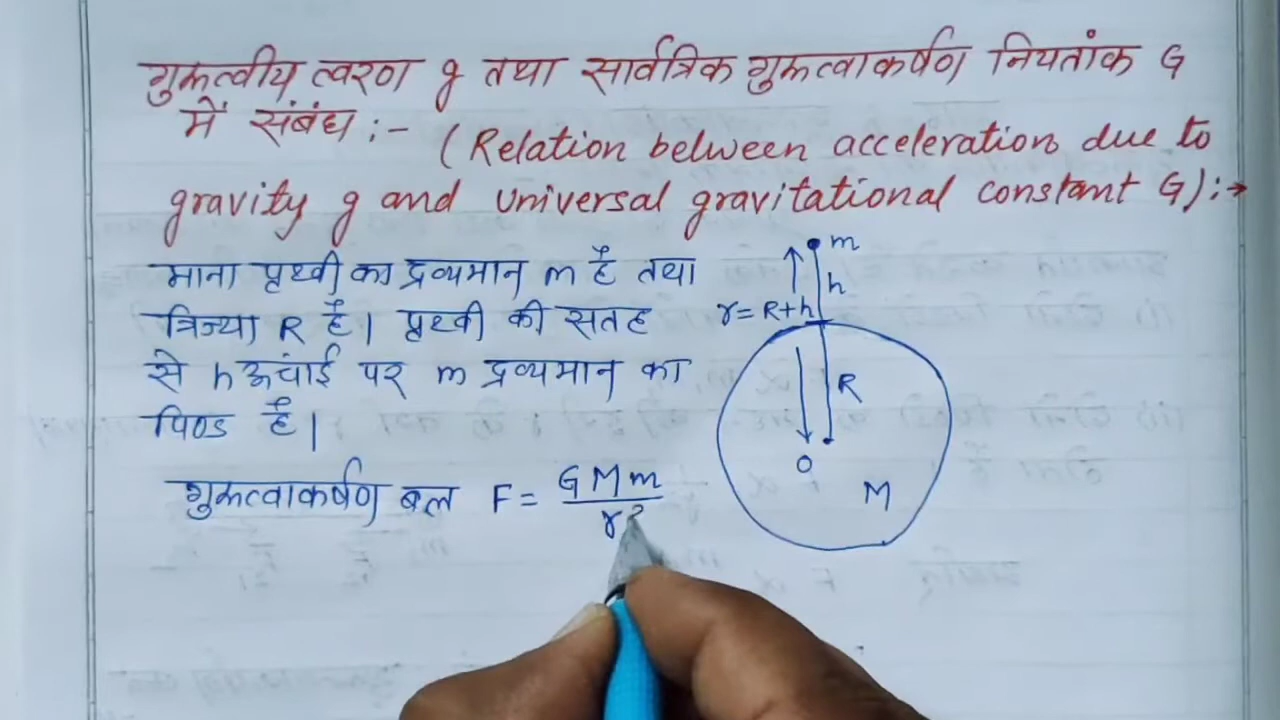 गुरुत्वीय त्वरण g तथा सार्वत्रिक गुरुत्वाकर्षण नियतांक G
में संबंध :- (Relation between acceleration due to
gravity g and universal gravitational constant G) :→
माना पृथ्वी का द्रव्यमान m है तथा
त्रिज्या R है। पृथ्वी की सतह
से h ऊचांई पर m द्रव्यमान का
पिण्ड है।
गुरुत्वाकर्षण बल F = GMm / r²
m
h
r = R+h
R
O
M